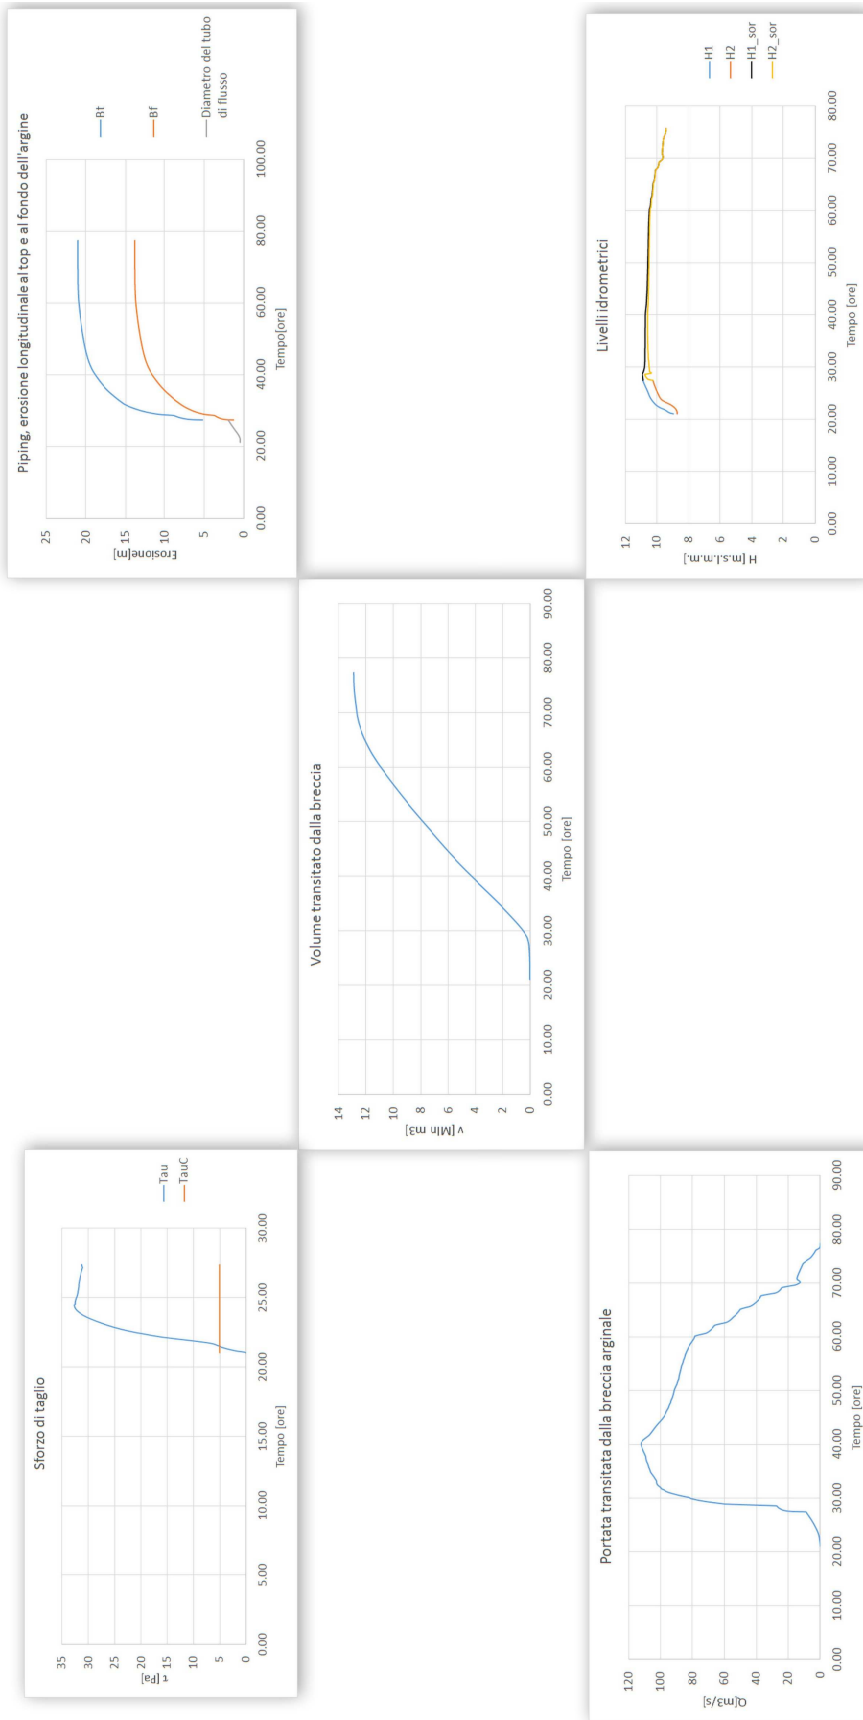 Sforzo di taglio
35
30
25
20
15
10
5
0
τ [Pa]
0.00 5.00 10.00 15.00 20.00 25.00 30.00
Tempo [ore]
Tau
TauC
Piping, erosione longitudinale al top e al fondo dell'argine
25
20
15
10
5
0
Erosione[m]
0.00 20.00 40.00 60.00 80.00 100.00
Tempo[ore]
Bt
Bf
Diametro del tubo
di flusso
Volume transitato dalla breccia
14
12
10
8
6
4
2
0
v [Mln m3]
0.00 10.00 20.00 30.00 40.00 50.00 60.00 70.00 80.00 90.00
Tempo [ore]
Portata transitata dalla breccia arginale
120
100
80
60
40
20
0
Q[m3/s]
0.00 10.00 20.00 30.00 40.00 50.00 60.00 70.00 80.00 90.00
Tempo [ore]
Livelli idrometrici
12
10
8
6
4
2
0
H [m.s.l.m.m.]
0.00 10.00 20.00 30.00 40.00 50.00 60.00 70.00 80.00
Tempo [ore]
H1
H2
H1_sor
H2_sor